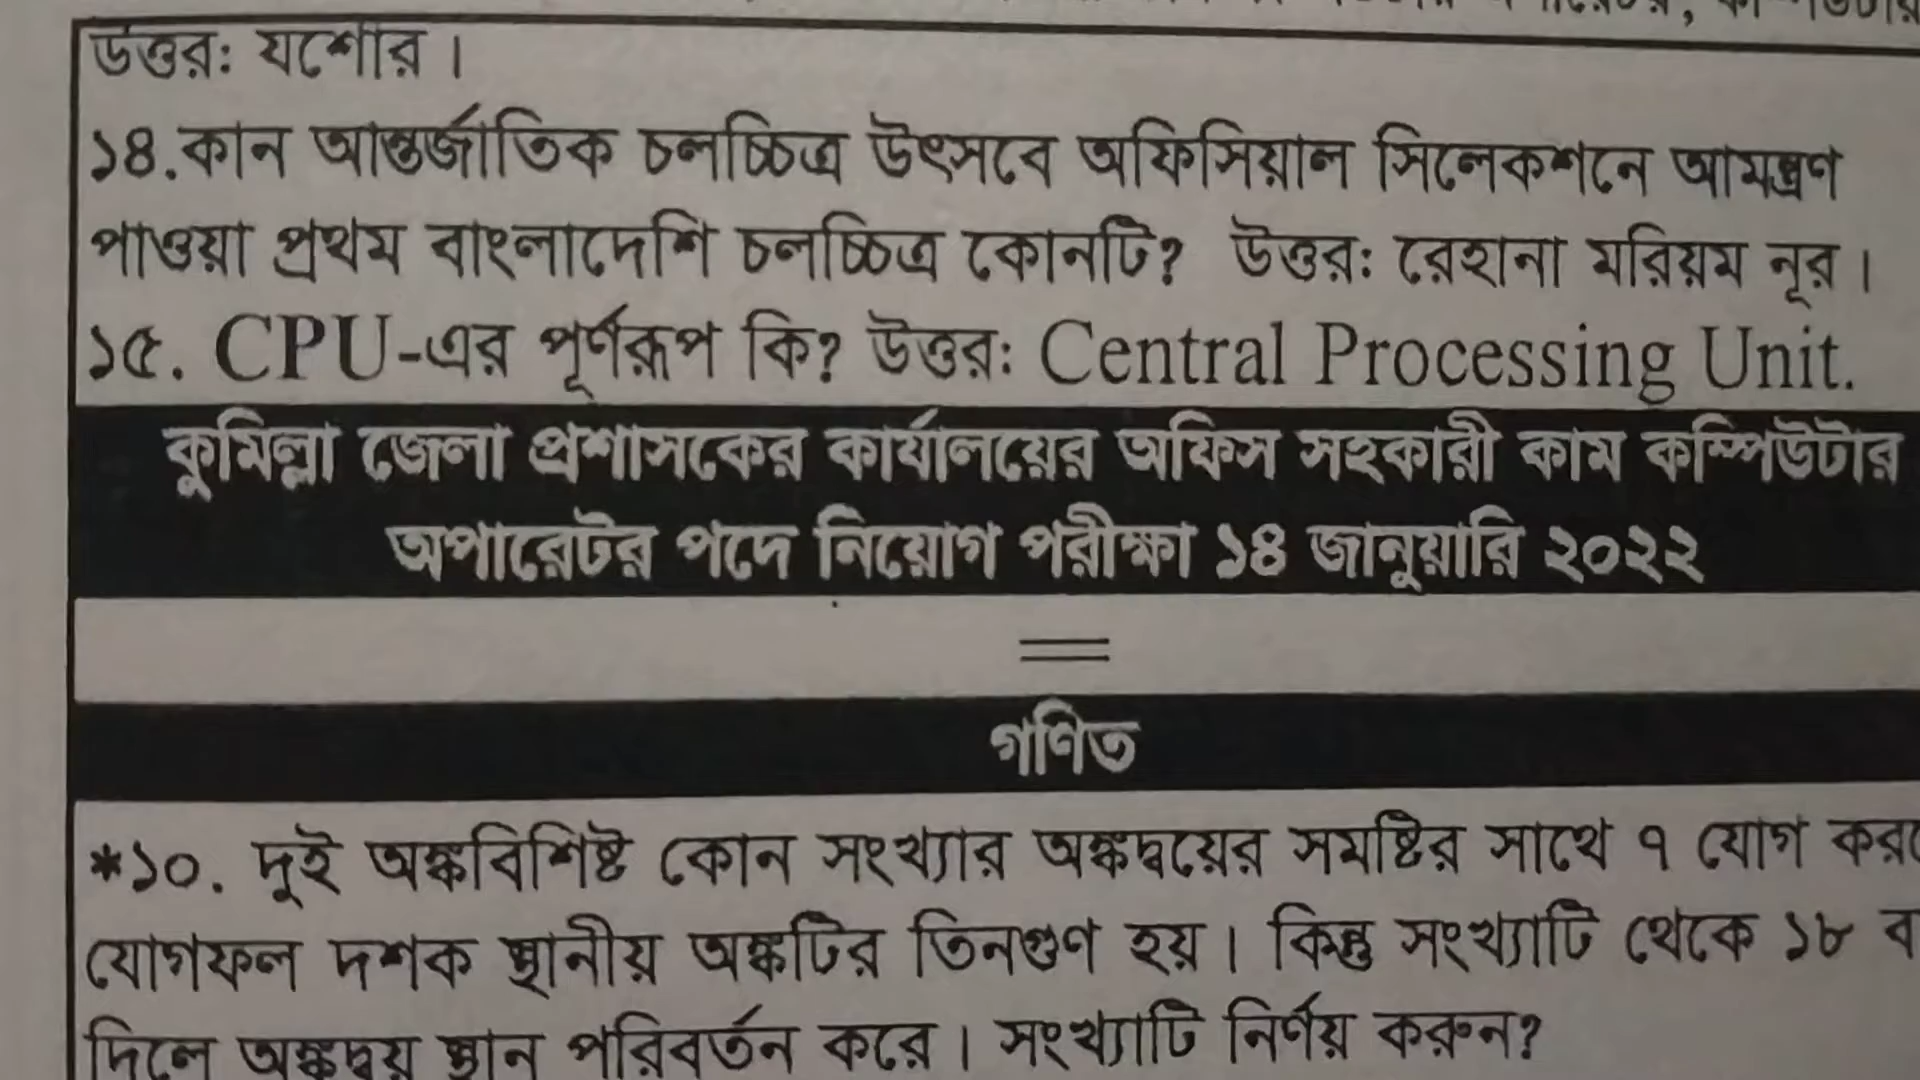 উত্তর: যশোর।
১৪.কান আন্তর্জাতিক চলচ্চিত্র উৎসবে অফিসিয়াল সিলেকশনে আমন্ত্রণ
পাওয়া প্রথম বাংলাদেশি চলচ্চিত্র কোনটি? উত্তর: রেহানা মরিয়ম নূর।
১৫. CPU-এর পূর্ণরূপ কি? উত্তর: Central Processing Unit.
কুমিল্লা জেলা প্রশাসকের কার্যালয়ের অফিস সহকারী কাম কম্পিউটার
অপারেটর পদে নিয়োগ পরীক্ষা ১৪ জানুয়ারি ২০২২
=
গণিত
*১০. দুই অঙ্কবিশিষ্ট কোন সংখ্যার অঙ্কদ্বয়ের সমষ্টির সাথে ৭ যোগ
যোগফল দশক স্থানীয় অঙ্কটির তিনগুণ হয়। কিন্তু সংখ্যাটি থেকে ১৮
দিলে অঙ্কদ্বয় স্থান পরিবর্তন করে। সংখ্যাটি নির্ণয় করুন?